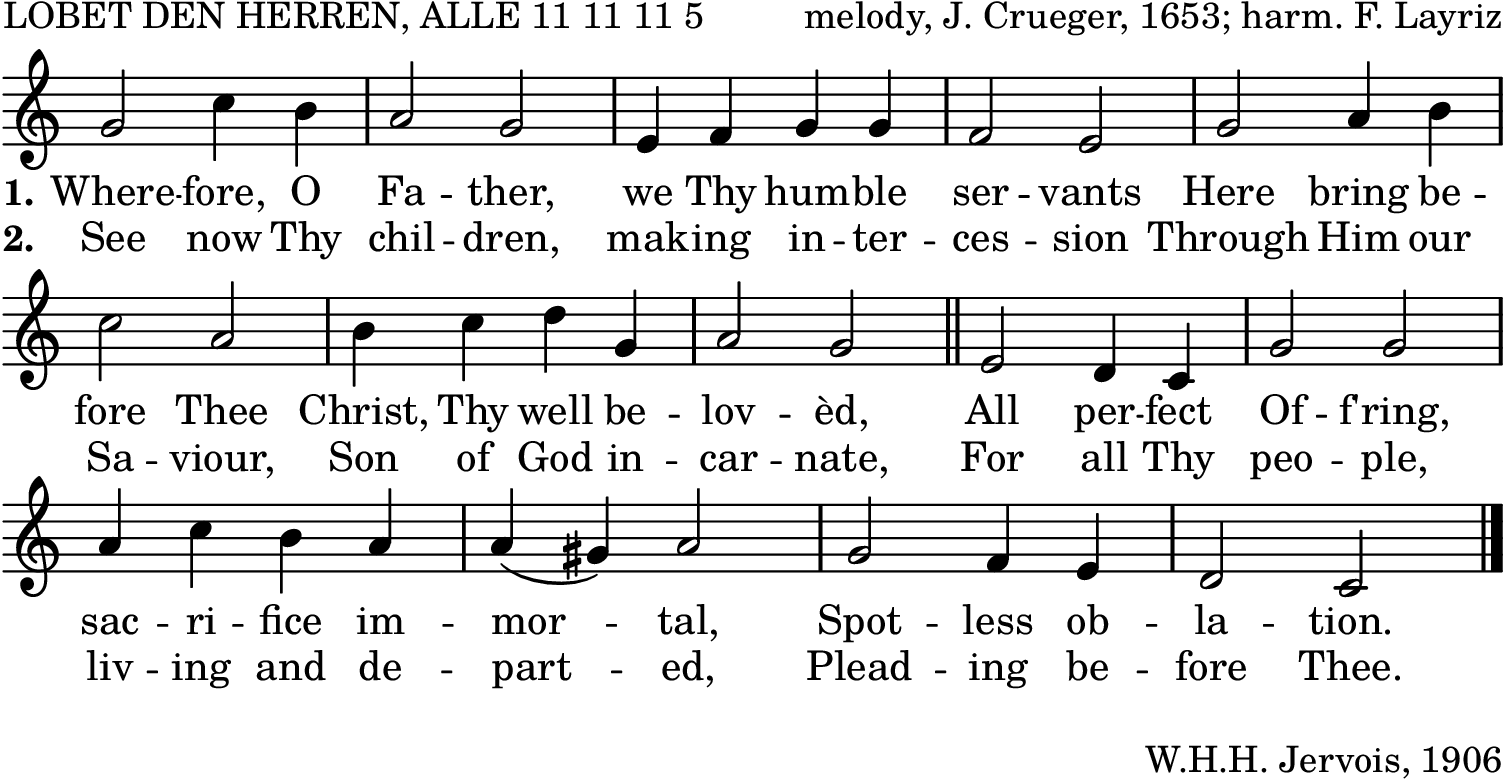 LOBET DEN HERREN, ALLE 11 11 11 5 melody, J. Crueger, 1653; harm. F. Layriz
1. Where - fore, O Fa - ther, we Thy humble ser - vants Here bring be -
2. See now Thy chil - dren, making in - ter - ces - sion Through Him our
fore Thee Christ, Thy well be - lov - èd, All per - fect Of - f'ring,
Sa - viour, Son of God in - car - nate, For all Thy peo - ple,
sac - ri - fice im - mor - tal, Spot - less ob - la - tion.
liv - ing and de - part - ed, Plead - ing be - fore Thee.
W.H.H. Jervois, 1906